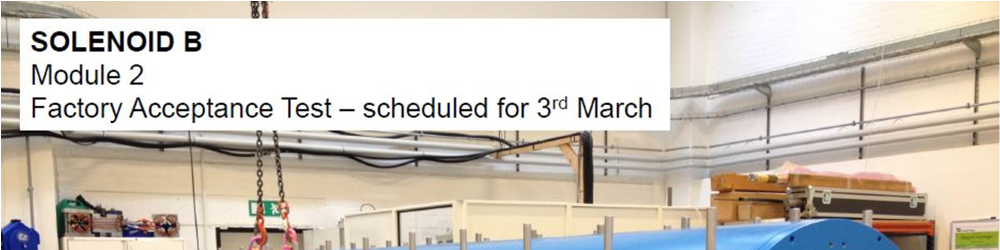 SOLENOID B
Module 2
Factory Acceptance Test – scheduled for 3rd March